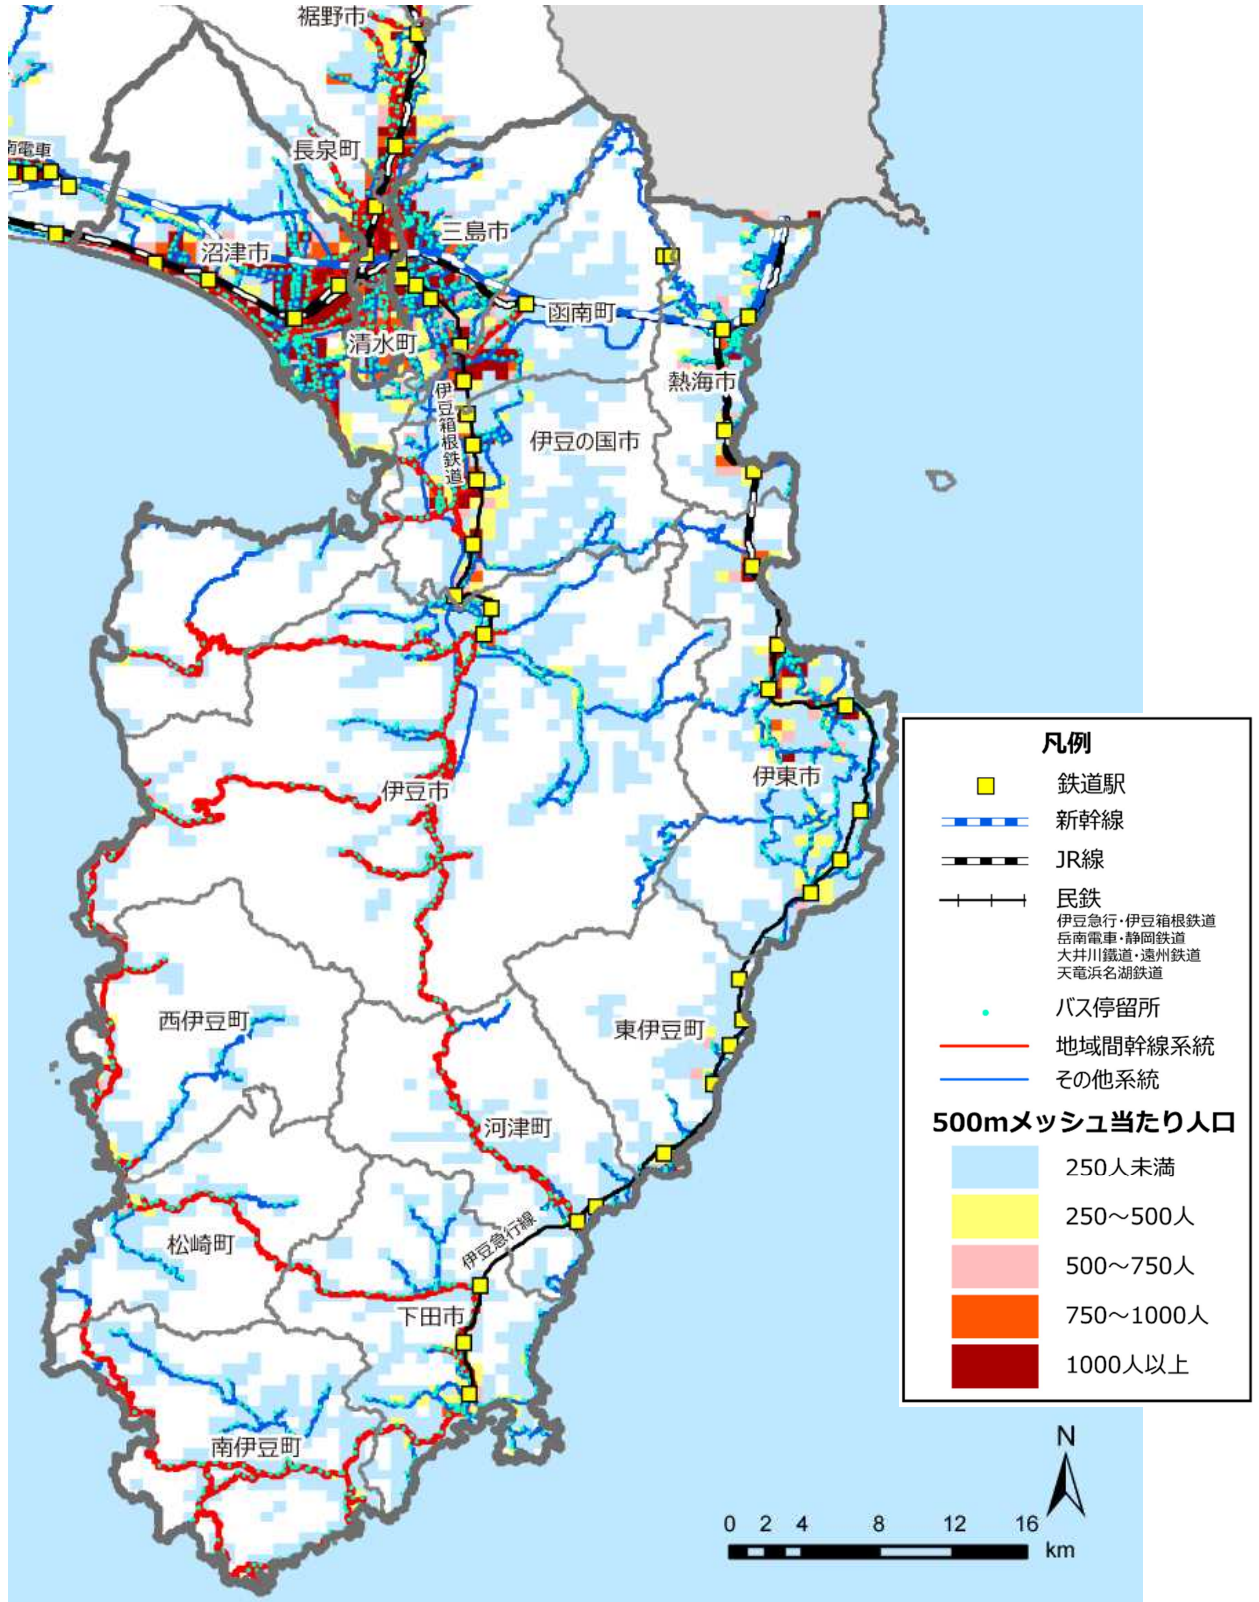 裾野市
長泉町
電車
三島市
沼津市
函南町
清水町
熱海市
伊豆箱根鉄道
伊豆の国市
伊東市
伊豆市
西伊豆町
東伊豆町
河津町
伊豆急行線
松崎町
下田市
南伊豆町
凡例
鉄道駅
新幹線
JR線
民鉄
伊豆急行・伊豆箱根鉄道
岳南電車・静岡鉄道
大井川鐵道・遠州鉄道
天竜浜名湖鉄道
バス停留所
地域間幹線系統
その他系統
500mメッシュ当たり人口
250人未満
250～500人
500～750人
750～1000人
1000人以上
N
0 2 4 8 12 16
km